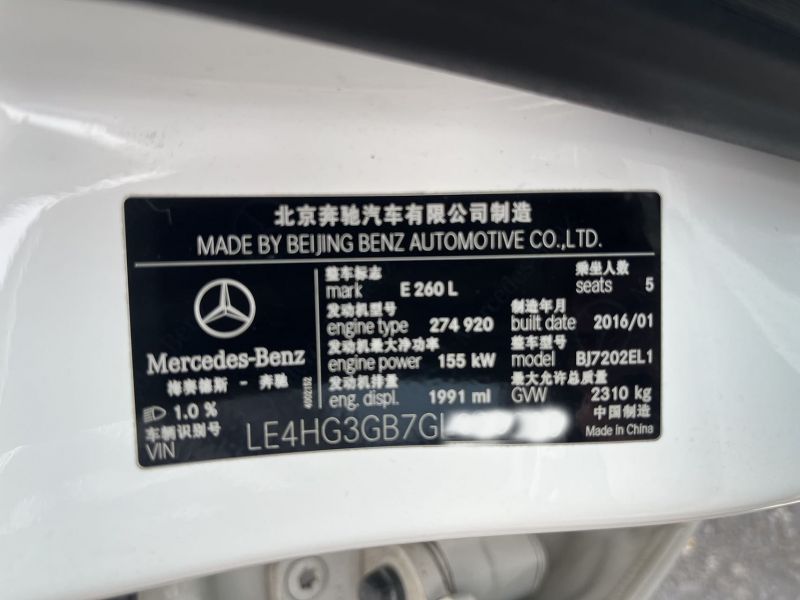 北京奔驰汽车有限公司制造
MADE BY BEIJING BENZ AUTOMOTIVE CO.,LTD.
整车标志
mark E 260 L
乘坐人数
seats 5
发动机型号
engine type 274 920
制造年月
built date 2016/01
发动机最大净功率
engine power 155 kW
整车型号
model BJ7202EL1
发动机排量
eng. displ. 1991 ml
最大允许总质量
GVW 2310 kg
Mercedes-Benz
梅赛德斯 - 奔驰
4002152
1.0 %
车辆识别号
VIN LE4HG3GB7G
中国制造
Made in China